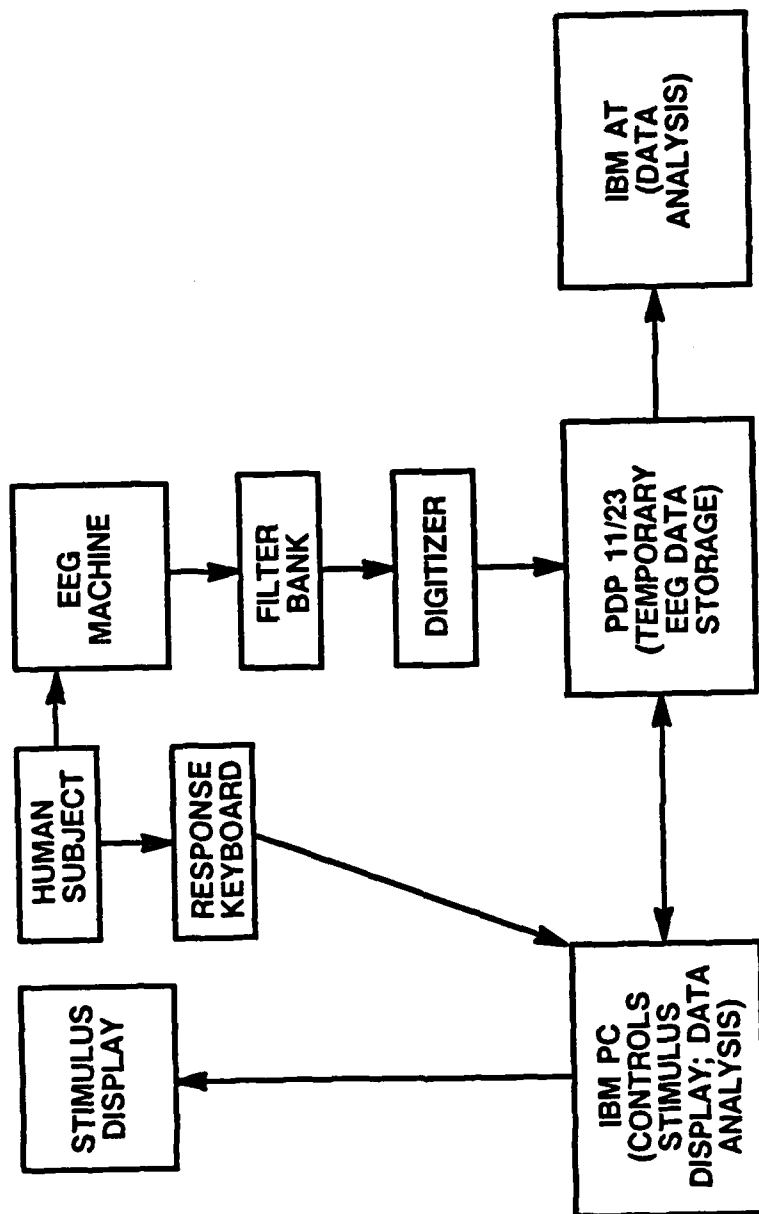 STIMULUS
DISPLAY
HUMAN
SUBJECT
EEG
MACHINE
RESPONSE
KEYBOARD
FILTER
BANK
DIGITIZER
IBM PC
(CONTROLS
STIMULUS
DISPLAY; DATA
ANALYSIS)
PDP 11/23
(TEMPORARY
EEG DATA
STORAGE)
IBM AT
(DATA
ANALYSIS)